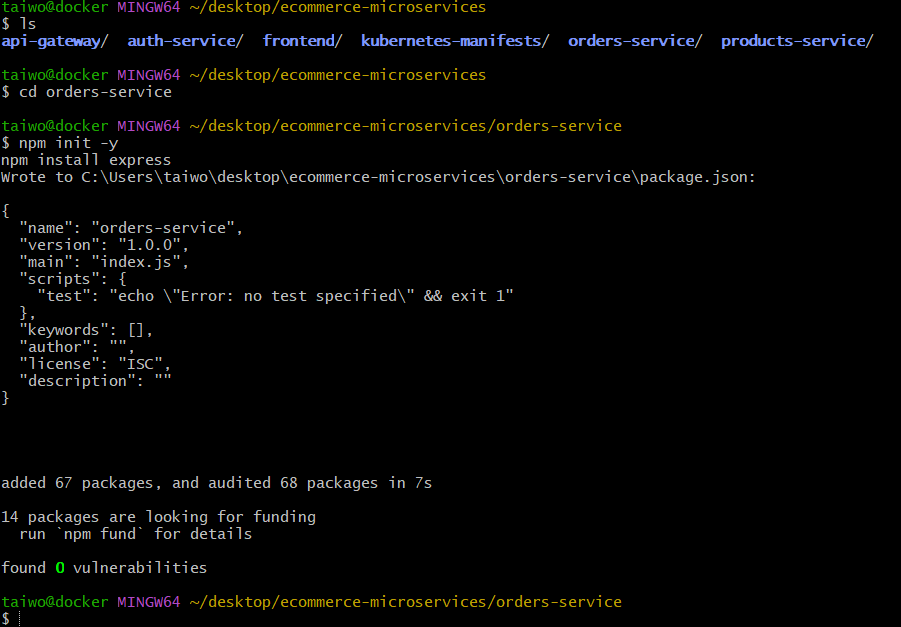 taiwo@docker MINGW64 ~/desktop/ecommerce-microservices
$ ls
api-gateway/  auth-service/  frontend/  kubernetes-manifests/  orders-service/  products-service/
taiwo@docker MINGW64 ~/desktop/ecommerce-microservices
$ cd orders-service
taiwo@docker MINGW64 ~/desktop/ecommerce-microservices/orders-service
$ npm init -y
npm install express
Wrote to C:\Users\taiwo\desktop\ecommerce-microservices\orders-service\package.json:
{
  "name": "orders-service",
  "version": "1.0.0",
  "main": "index.js",
  "scripts": {
    "test": "echo \"Error: no test specified\" && exit 1"
  },
  "keywords": [],
  "author": "",
  "license": "ISC",
  "description": ""
}
added 67 packages, and audited 68 packages in 7s
14 packages are looking for funding
  run `npm fund` for details
found 0 vulnerabilities
taiwo@docker MINGW64 ~/desktop/ecommerce-microservices/orders-service
$